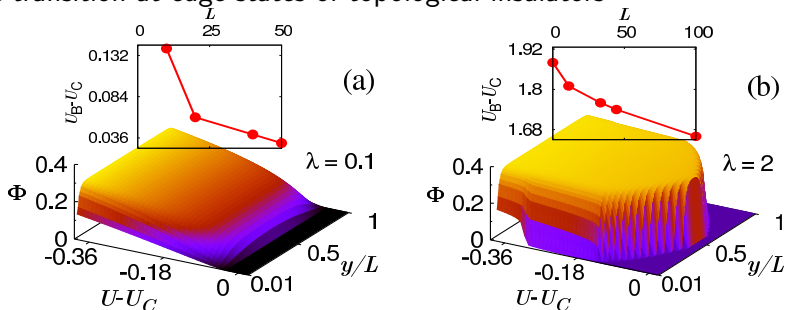 transition at edge states of topological insulators
L
0 25 50
0.132
0.084
0.036
U_B-U_C
(a)
λ = 0.1
0.4
0.2
0
Φ
-0.36
-0.18
0
U-U_C
0.01
0.5
1
y/L
L
0 50 100
1.92
1.8
1.68
U_B-U_C
(b)
λ = 2
0.4
0.2
0
Φ
-0.36
-0.18
0
U-U_C
0.01
0.5
1
y/L